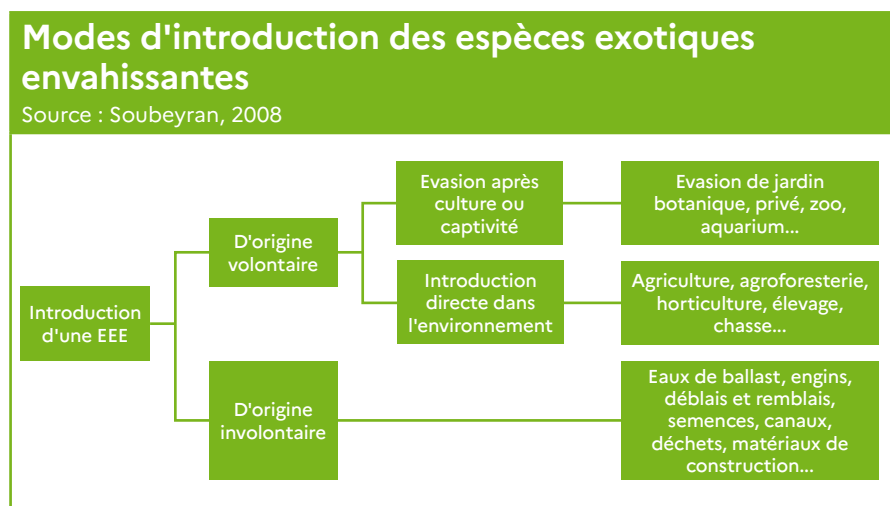 Modes d'introduction des espèces exotiques
envahissantes
Source : Soubeyran, 2008
Introduction
d'une EEE
D'origine
volontaire
Evasion après
culture ou
captivité
Evasion de jardin
botanique, privé, zoo,
aquarium...
Introduction
directe dans
l'environnement
Agriculture, agroforesterie,
horticulture, élevage,
chasse...
D'origine
involontaire
Eaux de ballast, engins,
déblais et remblais,
semences, canaux,
déchets, matériaux de
construction...